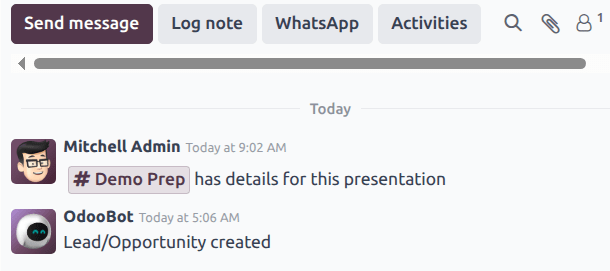 Send message Log note WhatsApp Activities 1
Today
Mitchell Admin Today at 9:02 AM
# Demo Prep has details for this presentation
OdooBot Today at 5:06 AM
Lead/Opportunity created